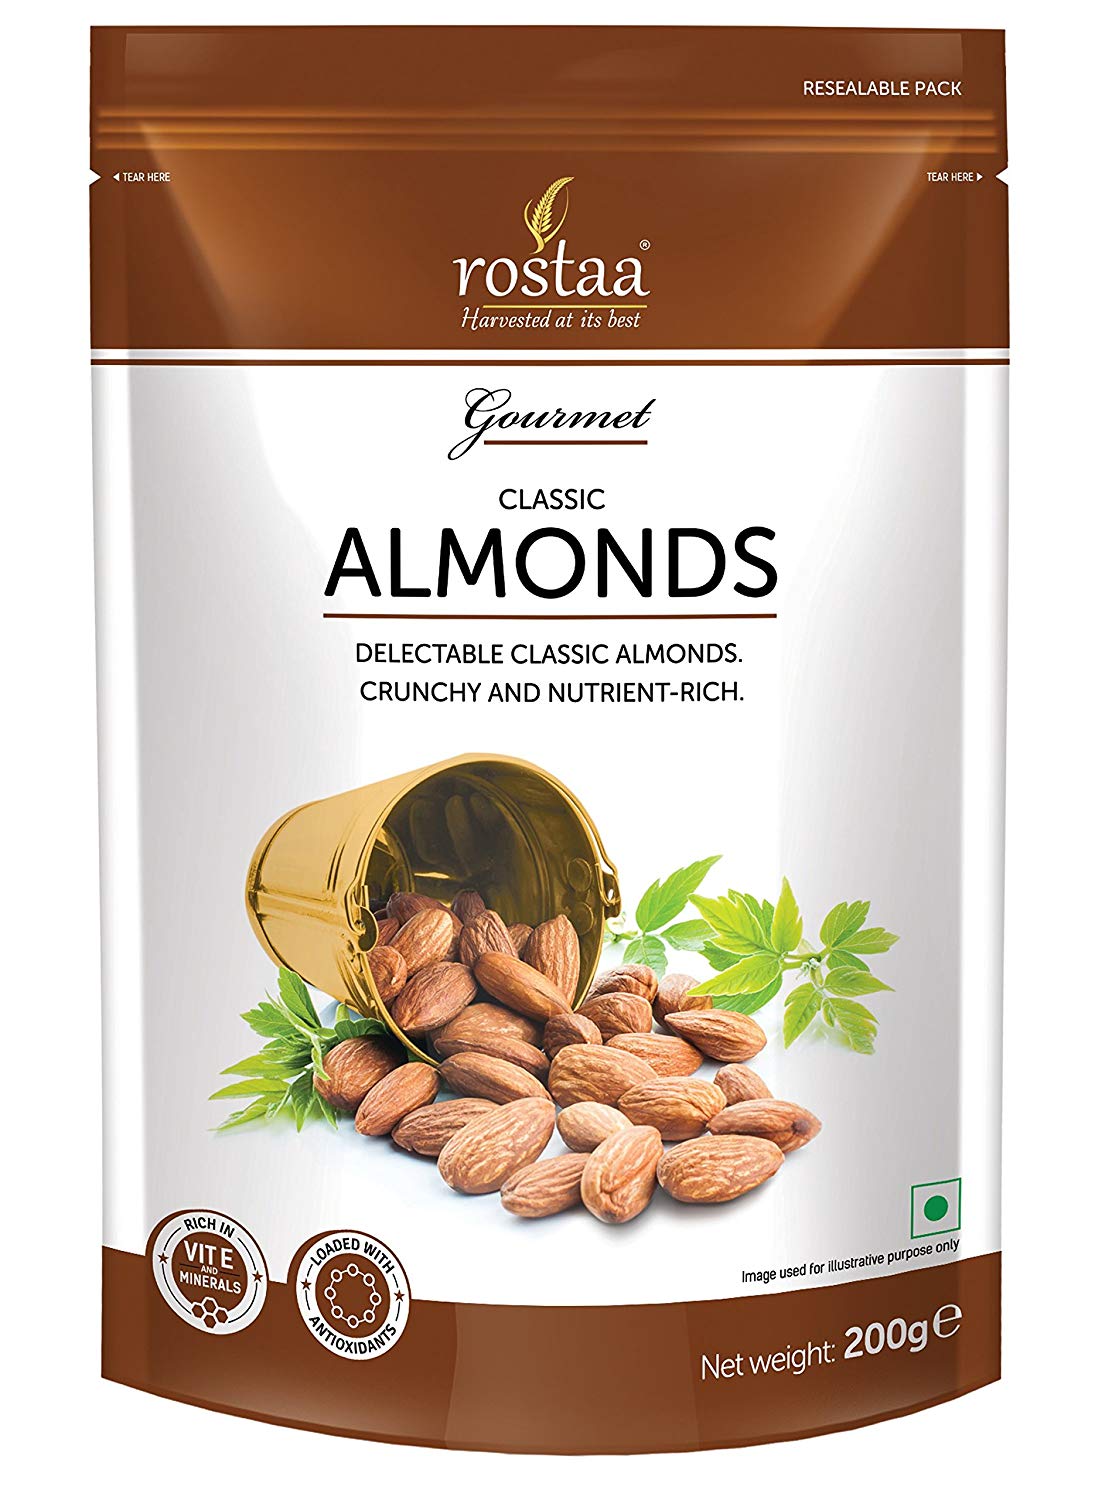 RESEALABLE PACK
◀ TEAR HERE
TEAR HERE ▶
rostaa®
Harvested at its best
Gourmet
CLASSIC
ALMONDS
DELECTABLE CLASSIC ALMONDS.
CRUNCHY AND NUTRIENT-RICH.
RICH IN
VIT E
AND
MINERALS
LOADED WITH
ANTIOXIDANTS
Image used for illustrative purpose only
Net weight: 200g℮